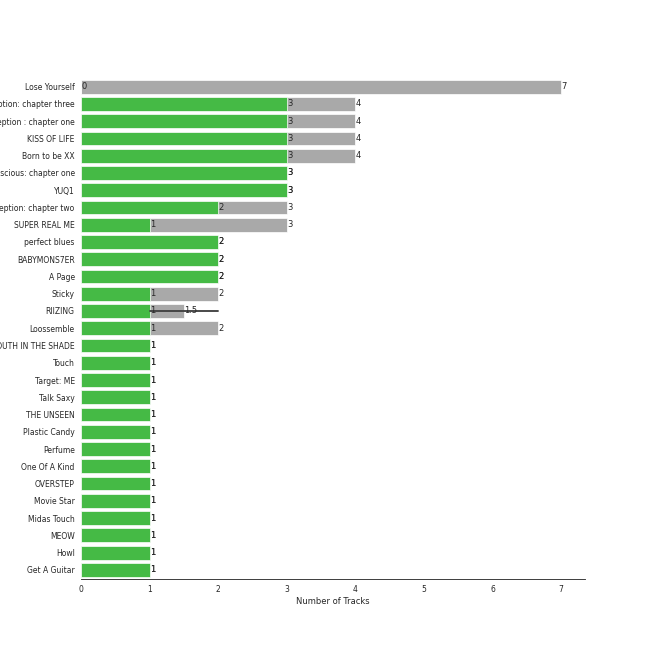 Lose Yourself 0 7
ption: chapter three 3 4
eption : chapter one 3 4
KISS OF LIFE 3 4
Born to be XX 3 4
scious: chapter one 3
YUQ1 3
eption: chapter two 2 3
SUPER REAL ME 1 3
perfect blues 2
BABYMONS7ER 2
A Page 2
Sticky 1 2
RIIZING 1 1.5
Loossemble 1 2
OUTH IN THE SHADE 1
Touch 1
Target: ME 1
Talk Saxy 1
THE UNSEEN 1
Plastic Candy 1
Perfume 1
One Of A Kind 1
OVERSTEP 1
Movie Star 1
Midas Touch 1
MEOW 1
Howl 1
Get A Guitar 1
0 1 2 3 4 5 6 7
Number of Tracks